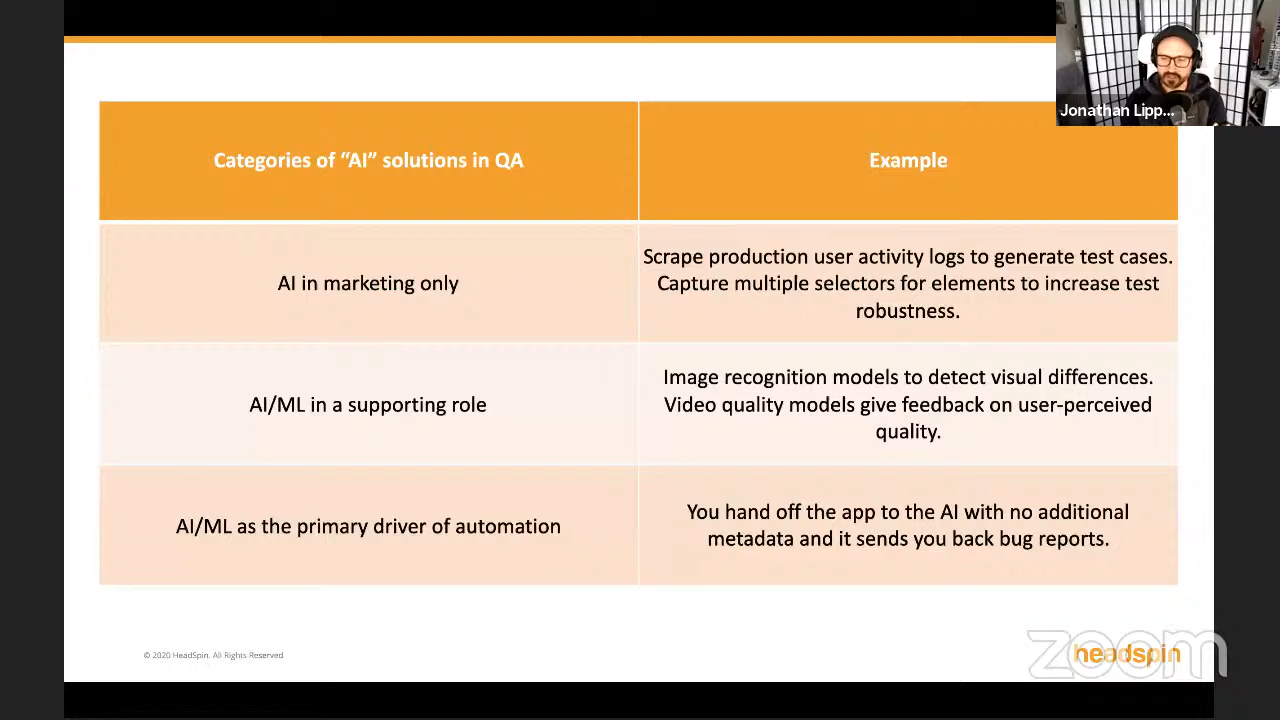 Jonathan Lipp...
Categories of “AI” solutions in QA
Example
AI in marketing only
Scrape production user activity logs to generate test cases.
Capture multiple selectors for elements to increase test
robustness.
AI/ML in a supporting role
Image recognition models to detect visual differences.
Video quality models give feedback on user-perceived
quality.
AI/ML as the primary driver of automation
You hand off the app to the AI with no additional
metadata and it sends you back bug reports.
© 2020 HeadSpin. All Rights Reserved
headspin
zoom